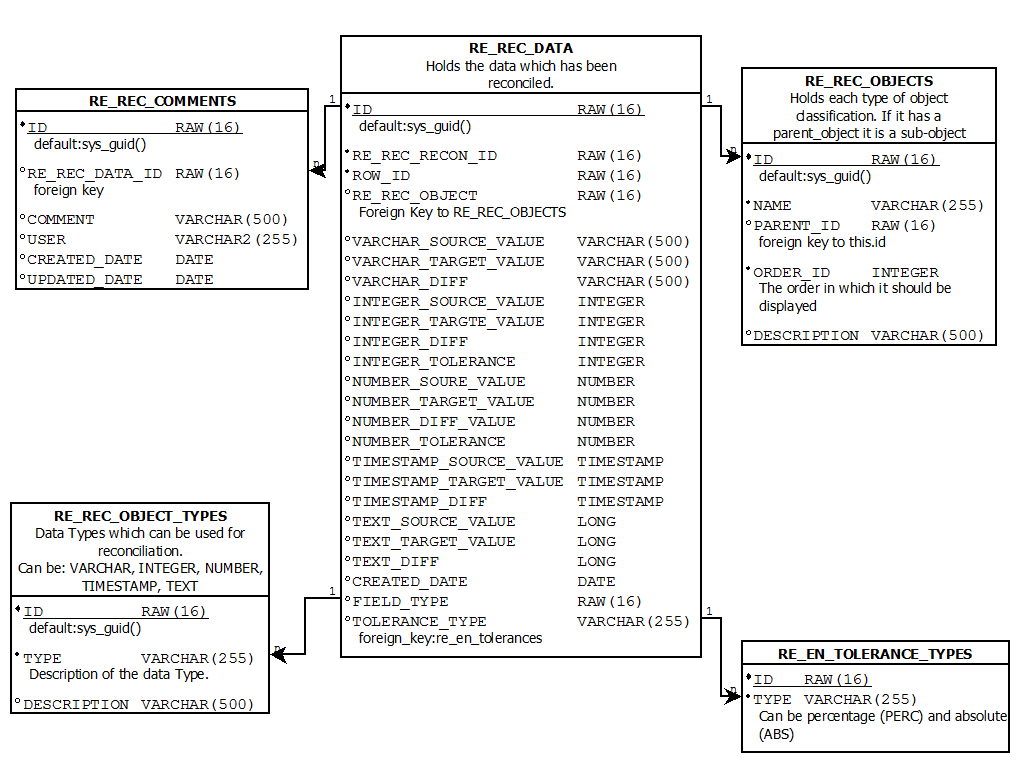 RE_REC_DATA
Holds the data which has been
reconciled.
ID RAW(16)
default:sys_guid()
RE_REC_RECON_ID RAW(16)
ROW_ID RAW(16)
RE_REC_OBJECT RAW(16)
Foreign Key to RE_REC_OBJECTS
VARCHAR_SOURCE_VALUE VARCHAR(500)
VARCHAR_TARGET_VALUE VARCHAR(500)
VARCHAR_DIFF VARCHAR(500)
INTEGER_SOURCE_VALUE INTEGER
INTEGER_TARGTE_VALUE INTEGER
INTEGER_DIFF INTEGER
INTEGER_TOLERANCE INTEGER
NUMBER_SOURE_VALUE NUMBER
NUMBER_TARGET_VALUE NUMBER
NUMBER_DIFF_VALUE NUMBER
NUMBER_TOLERANCE NUMBER
TIMESTAMP_SOURCE_VALUE TIMESTAMP
TIMESTAMP_TARGET_VALUE TIMESTAMP
TIMESTAMP_DIFF TIMESTAMP
TEXT_SOURCE_VALUE LONG
TEXT_TARGET_VALUE LONG
TEXT_DIFF LONG
CREATED_DATE DATE
FIELD_TYPE RAW(16)
TOLERANCE_TYPE VARCHAR(255)
foreign_key:re_en_tolerances
RE_REC_COMMENTS
ID RAW(16)
default:sys_guid()
RE_REC_DATA_ID RAW(16)
foreign key
COMMENT VARCHAR(500)
USER VARCHAR2(255)
CREATED_DATE DATE
UPDATED_DATE DATE
1
n
RE_REC_OBJECTS
Holds each type of object
classification. If it has a
parent_object it is a sub-object
ID RAW(16)
default:sys_guid()
NAME VARCHAR(255)
PARENT_ID RAW(16)
foreign key to this.id
ORDER_ID INTEGER
The order in which it should be
displayed
DESCRIPTION VARCHAR(500)
1
n
RE_REC_OBJECT_TYPES
Data Types which can be used for
reconciliation.
Can be: VARCHAR, INTEGER, NUMBER,
TIMESTAMP, TEXT
ID RAW(16)
default:sys_guid()
TYPE VARCHAR(255)
Description of the data Type.
DESCRIPTION VARCHAR(500)
1
n
RE_EN_TOLERANCE_TYPES
ID RAW(16)
TYPE VARCHAR(255)
Can be percentage (PERC) and absolute
(ABS)
1
n